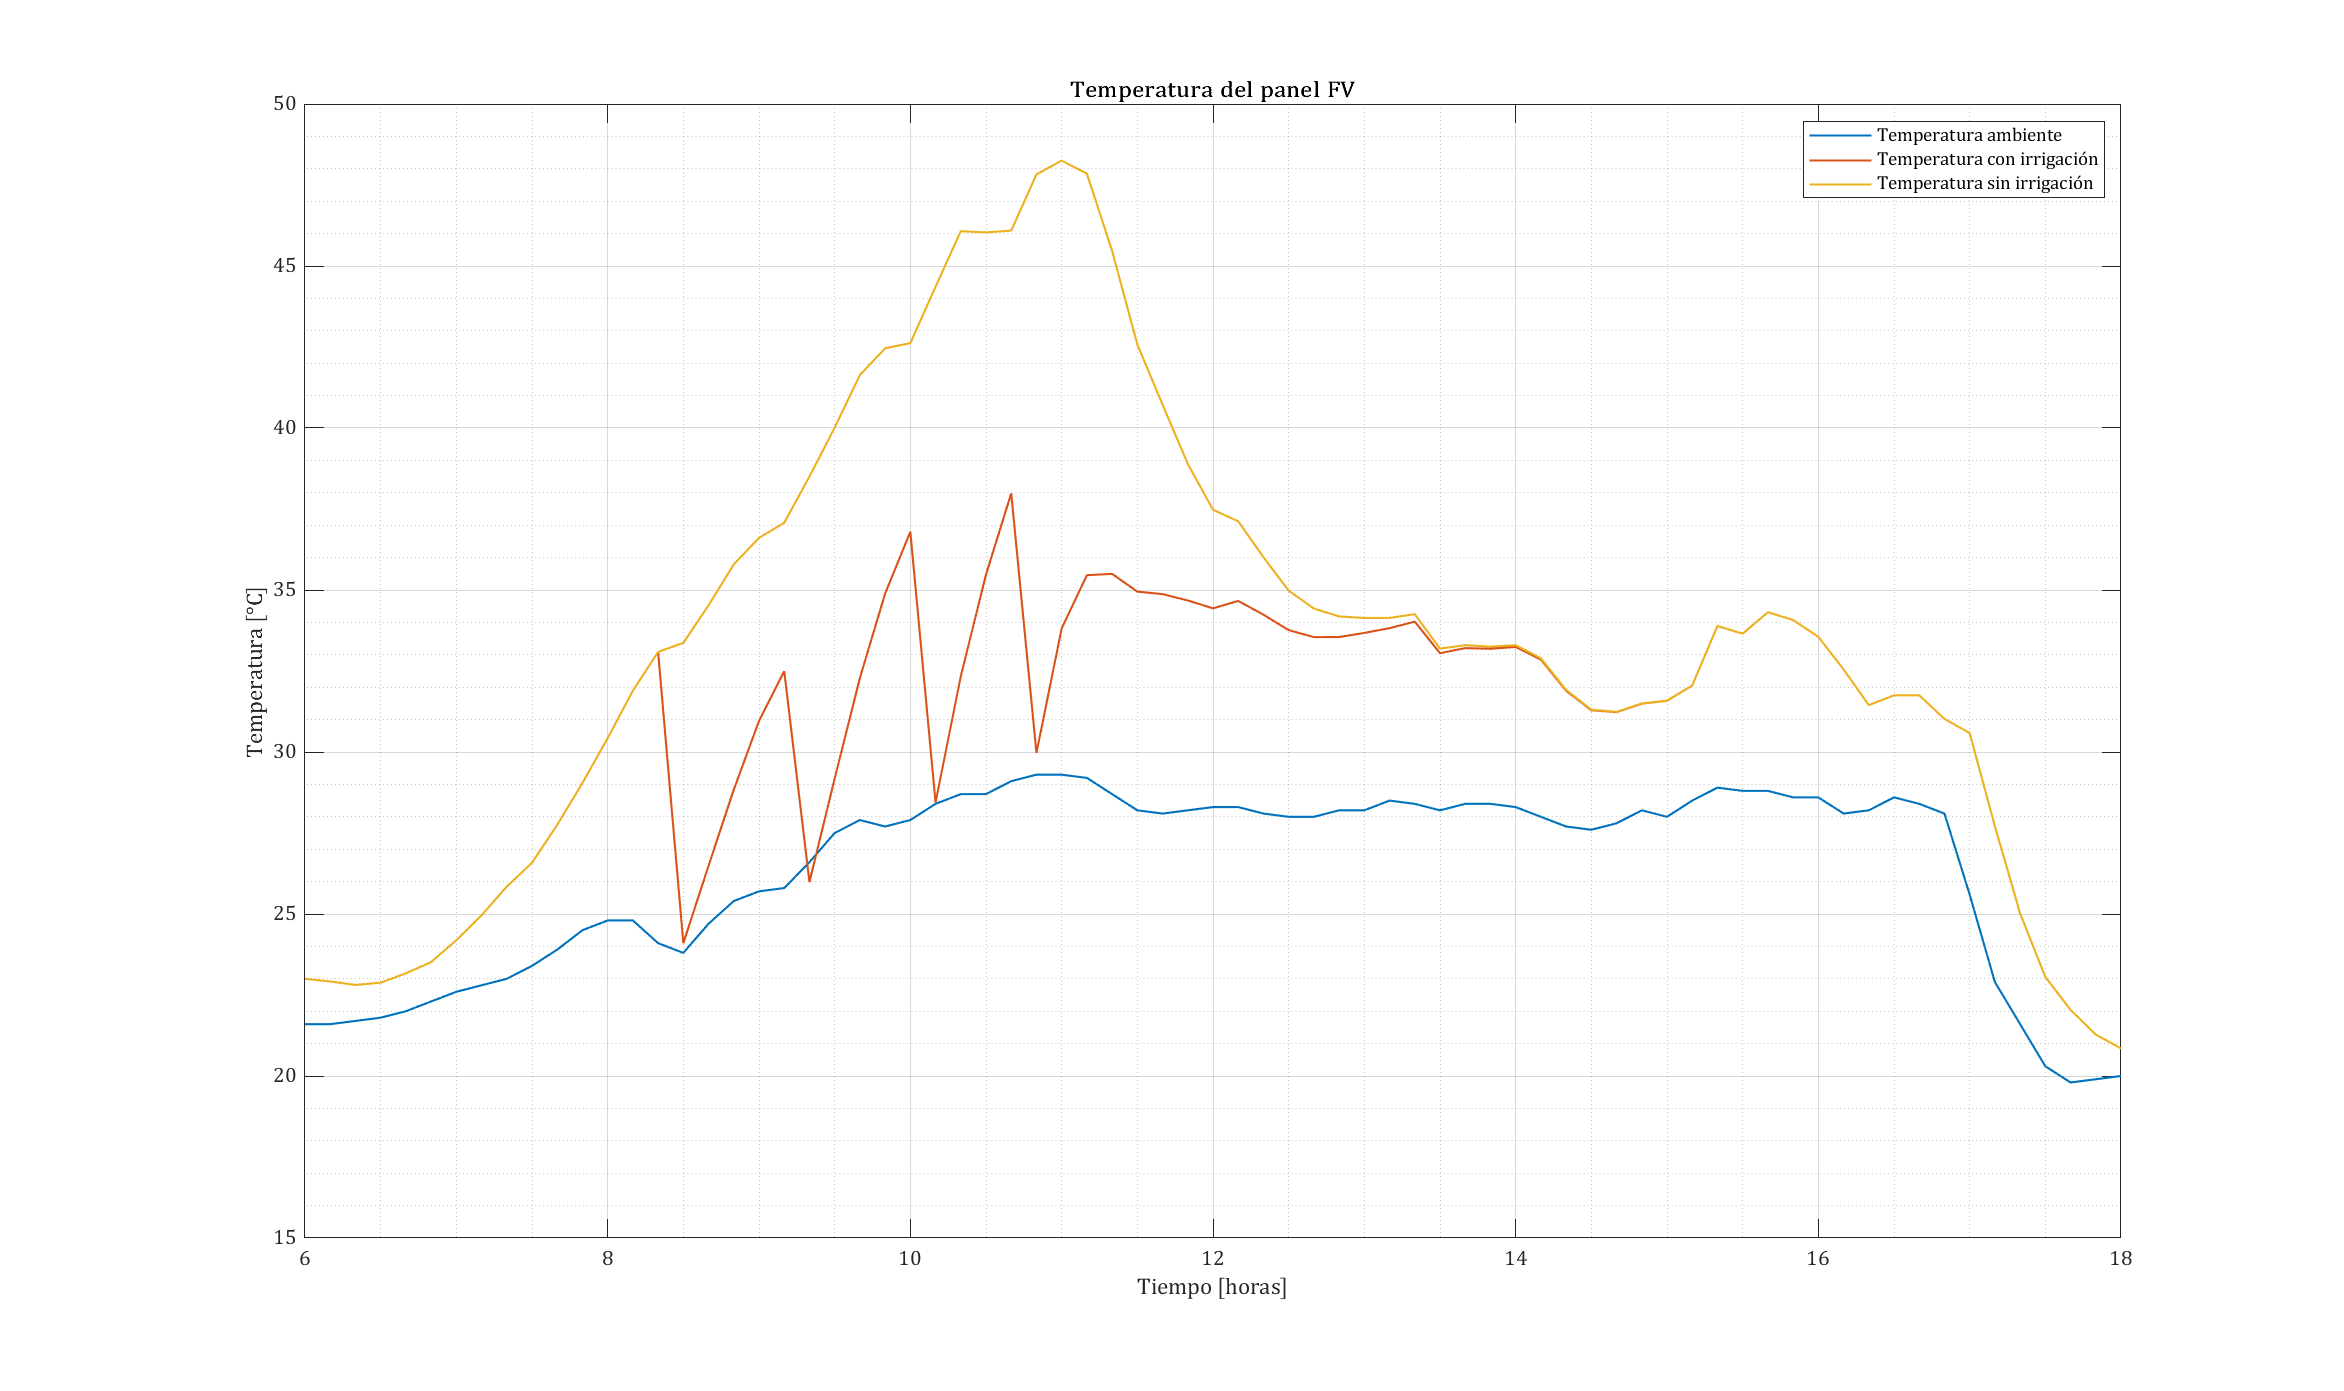 Temperatura del panel FV
50
45
40
35
30
25
20
15
Temperatura [°C]
6
8
10
12
14
16
18
Tiempo [horas]
Temperatura ambiente
Temperatura con irrigación
Temperatura sin irrigación